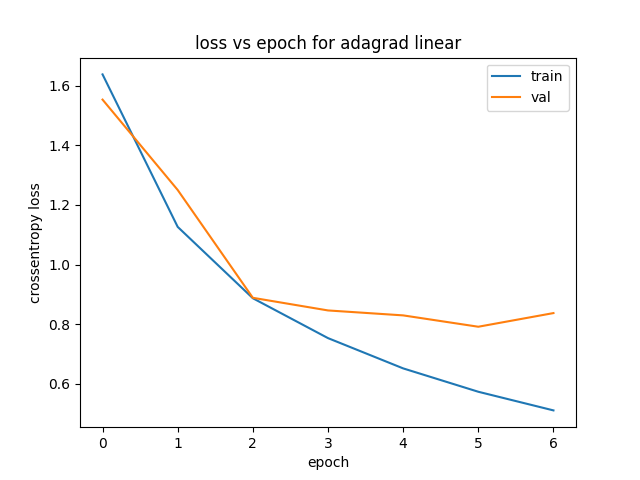 loss vs epoch for adagrad linear
train
val
1.6
1.4
1.2
1.0
0.8
0.6
crossentropy loss
0 1 2 3 4 5 6
epoch